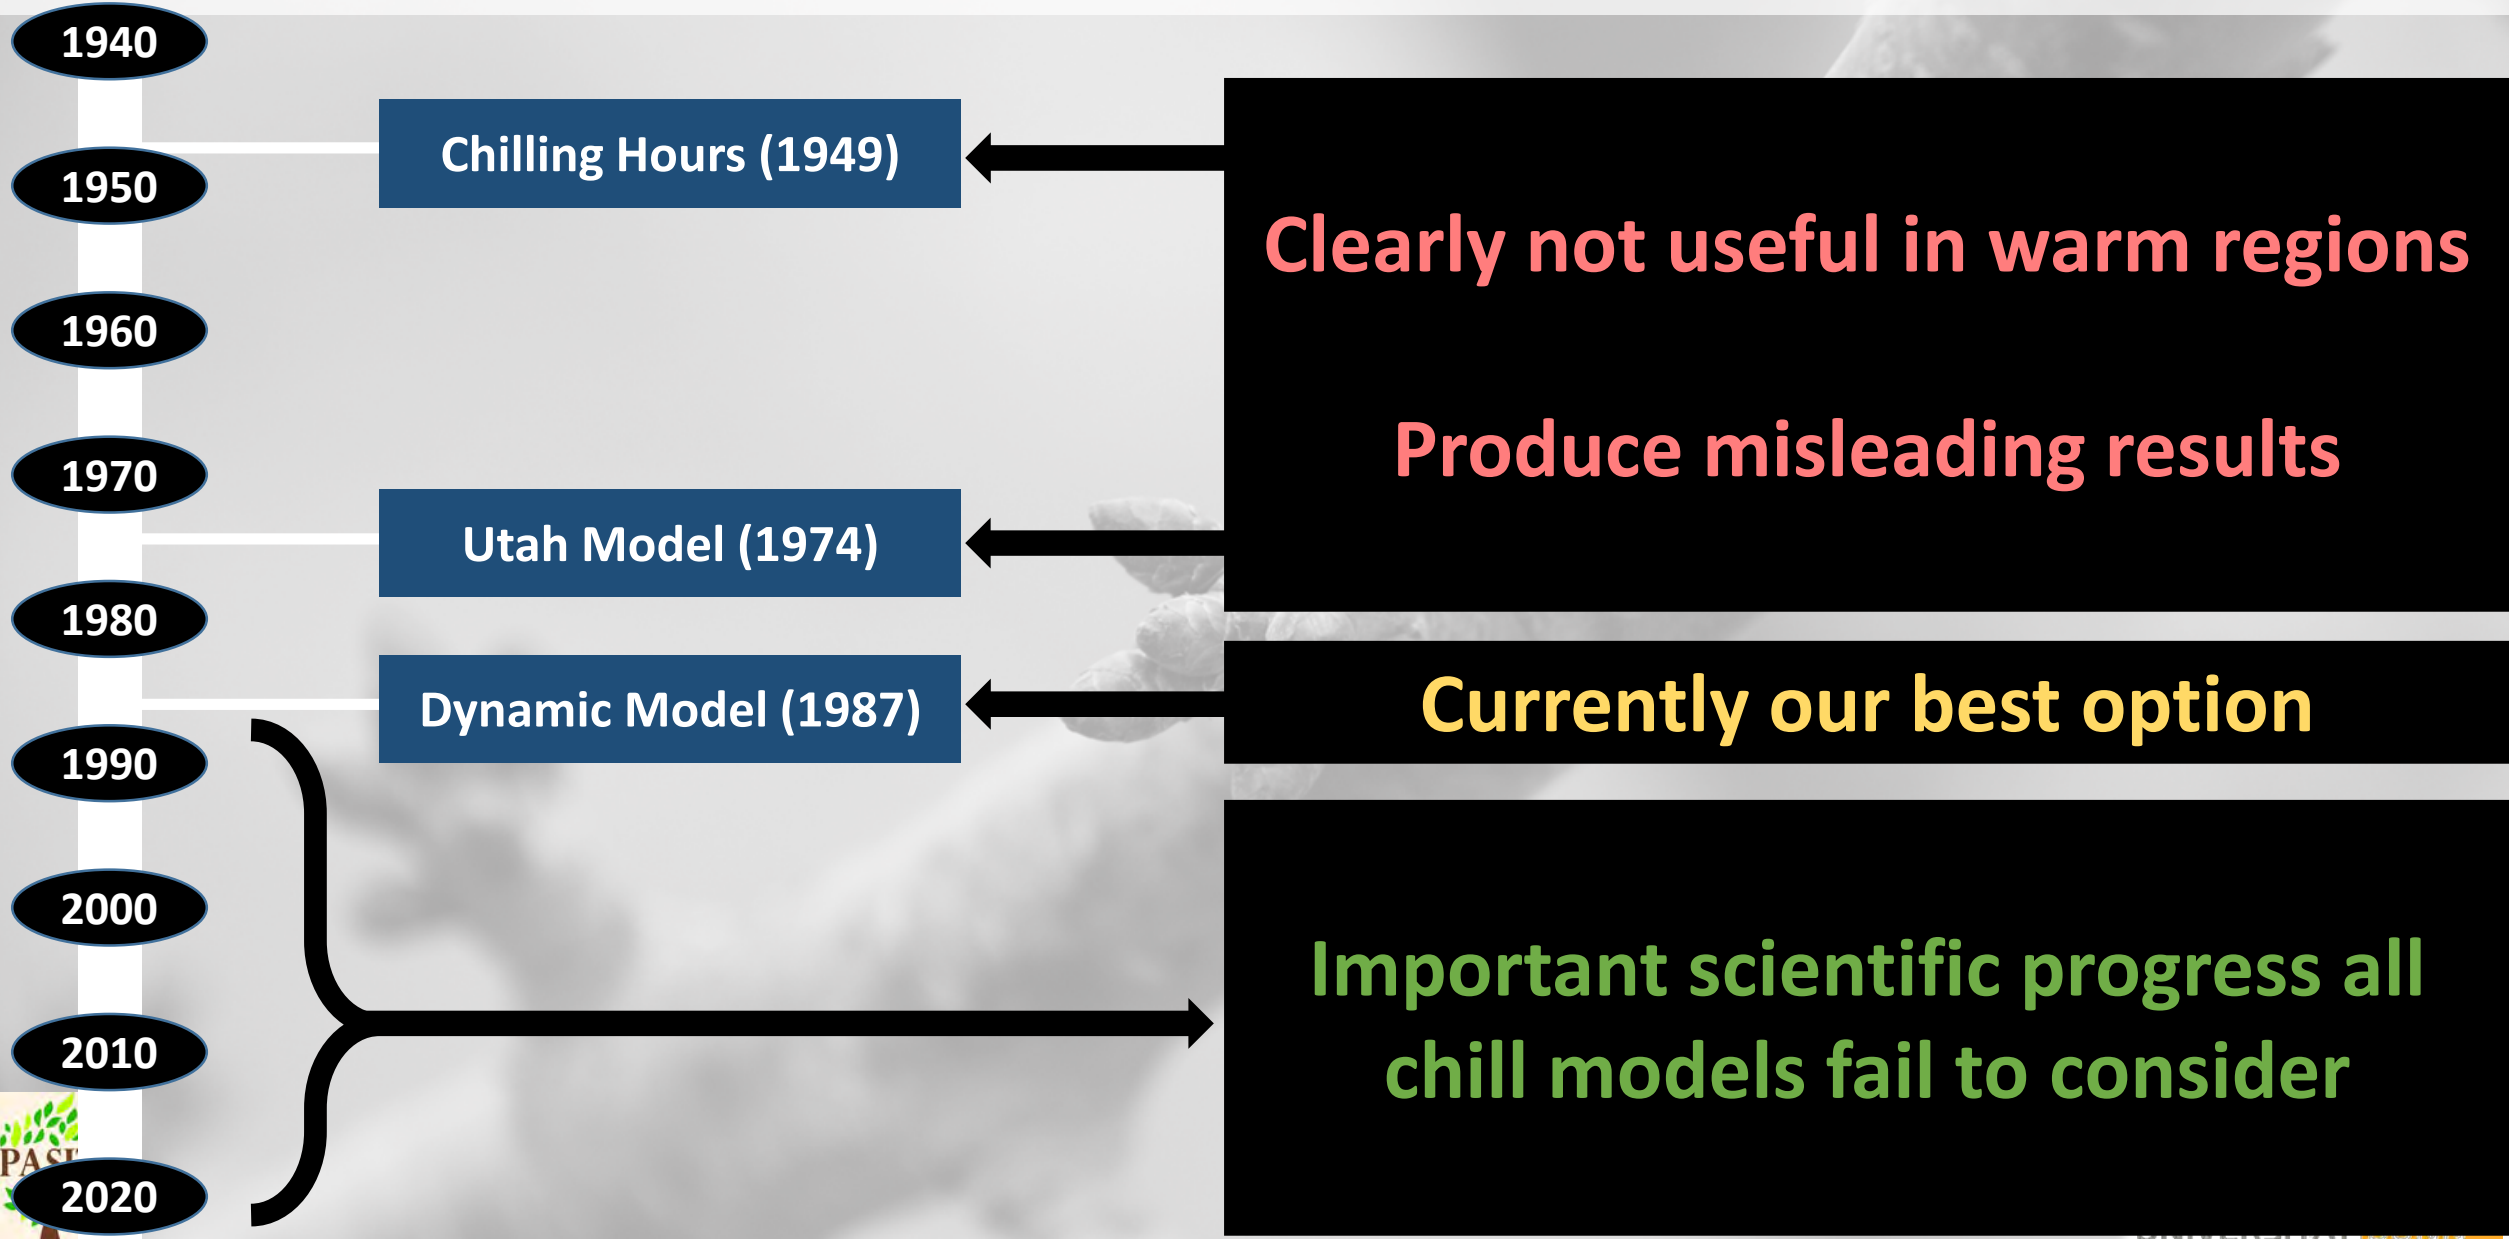 1940
Chilling Hours (1949)
1950
Clearly not useful in warm regions
1960
Produce misleading results
1970
Utah Model (1974)
1980
Dynamic Model (1987)
Currently our best option
1990
2000
Important scientific progress all
chill models fail to consider
2010
2020